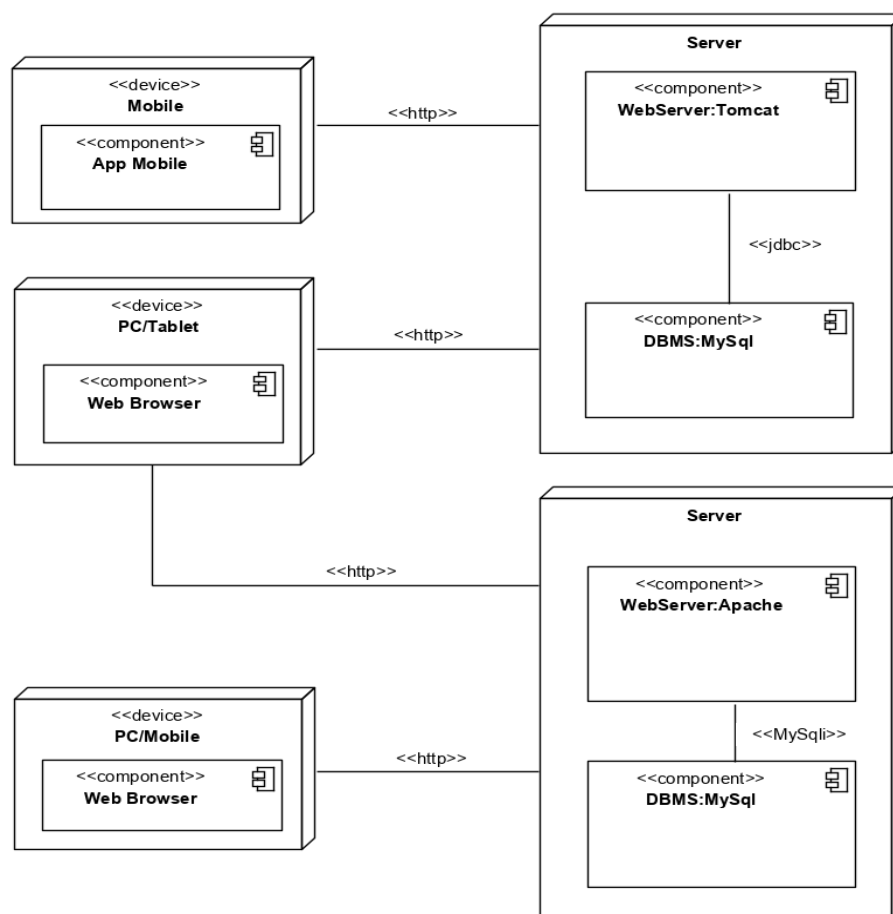 <<device>>
Mobile
<<component>>
App Mobile
<<http>>
Server
<<component>>
WebServer:Tomcat
<<jdbc>>
<<component>>
DBMS:MySql
<<device>>
PC/Tablet
<<component>>
Web Browser
<<http>>
<<http>>
Server
<<component>>
WebServer:Apache
<<MySqli>>
<<component>>
DBMS:MySql
<<device>>
PC/Mobile
<<component>>
Web Browser
<<http>>